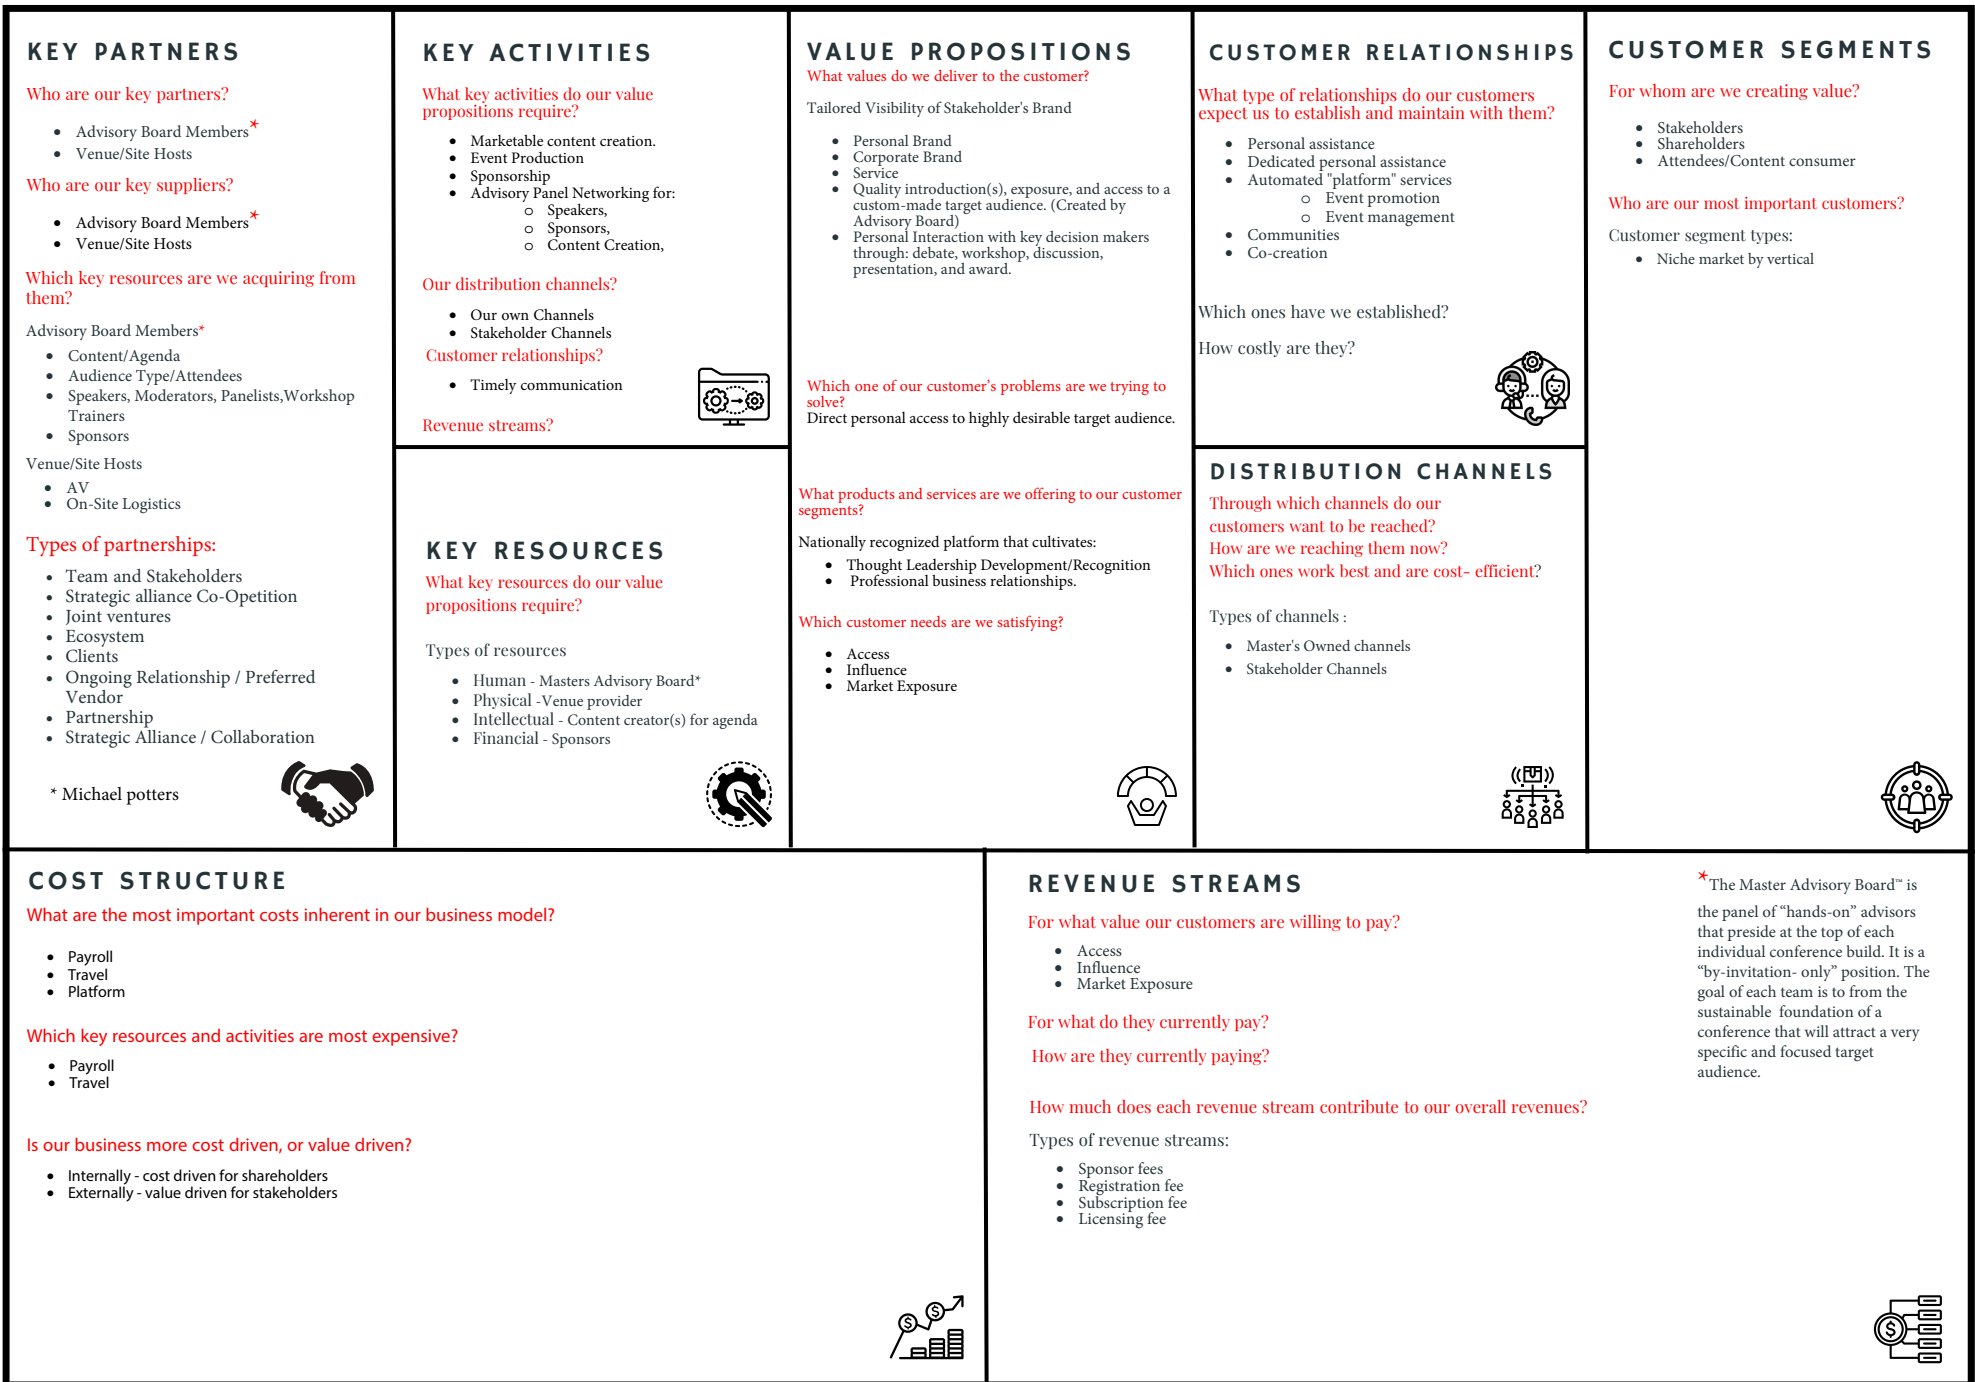 KEY PARTNERS
Who are our key partners?
• Advisory Board Members*
• Venue/Site Hosts
Who are our key suppliers?
• Advisory Board Members*
• Venue/Site Hosts
Which key resources are we acquiring from
them?
Advisory Board Members*
• Content/Agenda
• Audience Type/Attendees
• Speakers, Moderators, Panelists,Workshop
Trainers
• Sponsors
Venue/Site Hosts
• AV
• On-Site Logistics
Types of partnerships:
• Team and Stakeholders
• Strategic alliance Co-Opetition
• Joint ventures
• Ecosystem
• Clients
• Ongoing Relationship / Preferred
Vendor
• Partnership
• Strategic Alliance / Collaboration
* Michael potters
KEY ACTIVITIES
What key activities do our value
propositions require?
• Marketable content creation.
• Event Production
• Sponsorship
• Advisory Panel Networking for:
o Speakers,
o Sponsors,
o Content Creation,
Our distribution channels?
• Our own Channels
• Stakeholder Channels
Customer relationships?
• Timely communication
Revenue streams?
KEY RESOURCES
What key resources do our value
propositions require?
Types of resources
• Human - Masters Advisory Board*
• Physical -Venue provider
• Intellectual - Content creator(s) for agenda
• Financial - Sponsors
VALUE PROPOSITIONS
What values do we deliver to the customer?
Tailored Visibility of Stakeholder's Brand
• Personal Brand
• Corporate Brand
• Service
• Quality introduction(s), exposure, and access to a
custom-made target audience. (Created by
Advisory Board)
• Personal Interaction with key decision makers
through: debate, workshop, discussion,
presentation, and award.
Which one of our customer's problems are we trying to
solve?
Direct personal access to highly desirable target audience.
What products and services are we offering to our customer
segments?
Nationally recognized platform that cultivates:
• Thought Leadership Development/Recognition
• Professional business relationships.
Which customer needs are we satisfying?
• Access
• Influence
• Market Exposure
CUSTOMER RELATIONSHIPS
What type of relationships do our customers
expect us to establish and maintain with them?
• Personal assistance
• Dedicated personal assistance
• Automated "platform" services
o Event promotion
o Event management
• Communities
• Co-creation
Which ones have we established?
How costly are they?
DISTRIBUTION CHANNELS
Through which channels do our
customers want to be reached?
How are we reaching them now?
Which ones work best and are cost- efficient?
Types of channels :
• Master's Owned channels
• Stakeholder Channels
CUSTOMER SEGMENTS
For whom are we creating value?
• Stakeholders
• Shareholders
• Attendees/Content consumer
Who are our most important customers?
Customer segment types:
• Niche market by vertical
COST STRUCTURE
What are the most important costs inherent in our business model?
• Payroll
• Travel
• Platform
Which key resources and activities are most expensive?
• Payroll
• Travel
Is our business more cost driven, or value driven?
• Internally - cost driven for shareholders
• Externally - value driven for stakeholders
REVENUE STREAMS
For what value our customers are willing to pay?
• Access
• Influence
• Market Exposure
For what do they currently pay?
How are they currently paying?
How much does each revenue stream contribute to our overall revenues?
Types of revenue streams:
• Sponsor fees
• Registration fee
• Subscription fee
• Licensing fee
*The Master Advisory Board™ is
the panel of “hands-on” advisors
that preside at the top of each
individual conference build. It is a
“by-invitation- only” position. The
goal of each team is to from the
sustainable foundation of a
conference that will attract a very
specific and focused target
audience.